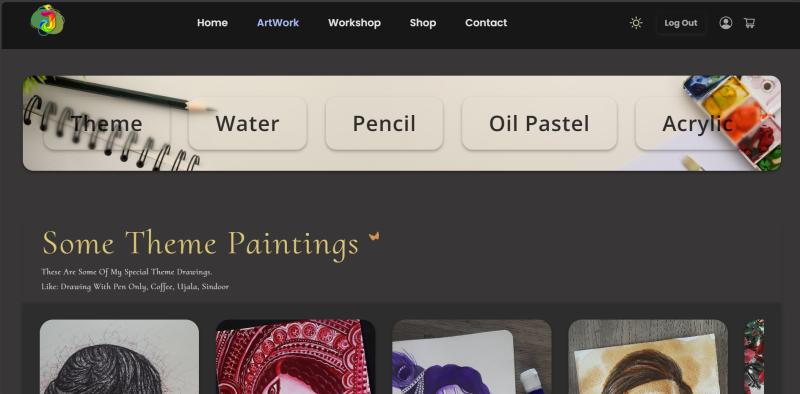 Home ArtWork Workshop Shop Contact Log Out
Theme Water Pencil Oil Pastel Acrylic
Some Theme Paintings
These Are Some Of My Special Theme Drawings.
Like: Drawing With Pen Only, Coffee, Ujala, Sindoor